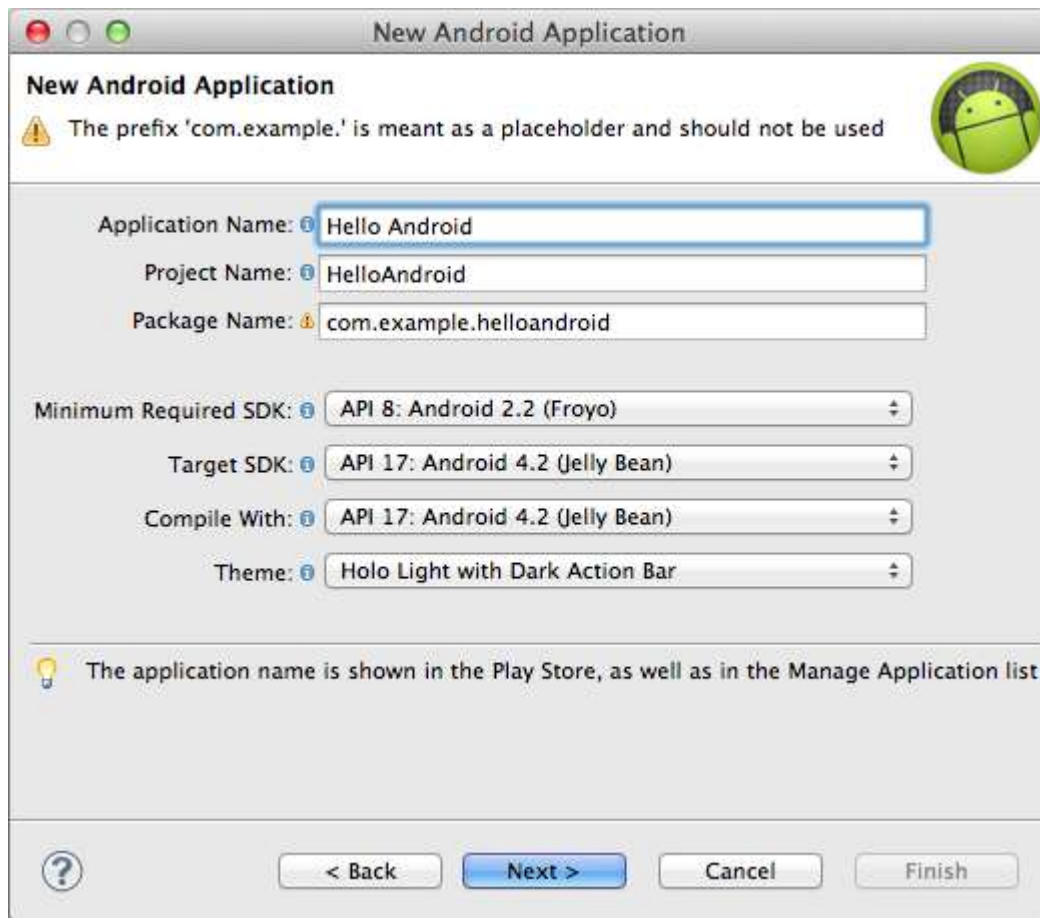 New Android Application
New Android Application
The prefix 'com.example.' is meant as a placeholder and should not be used
Application Name: Hello Android
Project Name: HelloAndroid
Package Name: com.example.helloandroid
Minimum Required SDK: API 8: Android 2.2 (Froyo)
Target SDK: API 17: Android 4.2 (Jelly Bean)
Compile With: API 17: Android 4.2 (Jelly Bean)
Theme: Holo Light with Dark Action Bar
The application name is shown in the Play Store, as well as in the Manage Application list
? < Back Next > Cancel Finish